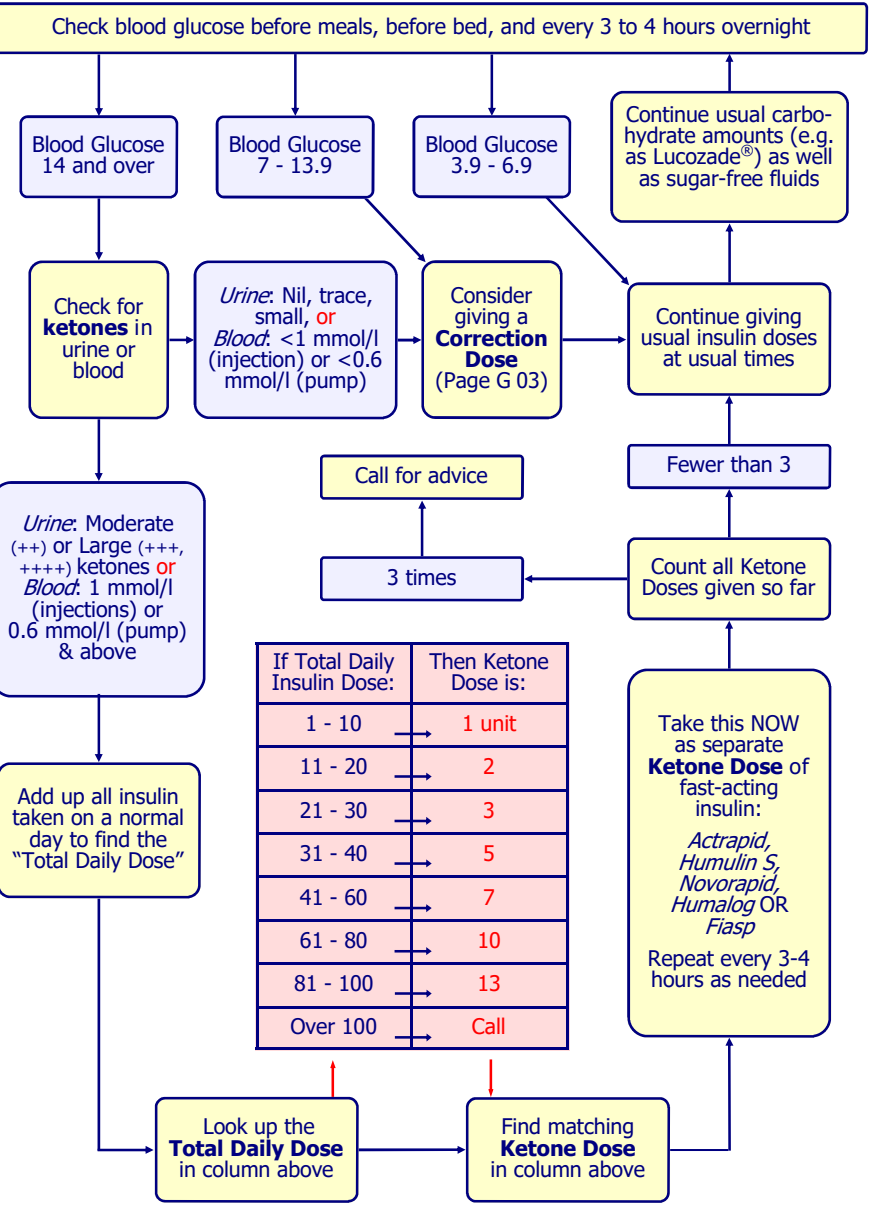 Check blood glucose before meals, before bed, and every 3 to 4 hours overnight
Blood Glucose
14 and over
Blood Glucose
7 - 13.9
Blood Glucose
3.9 - 6.9
Continue usual carbo-
hydrate amounts (e.g.
as Lucozade®) as well
as sugar-free fluids
Check for
ketones in
urine or
blood
Urine: Nil, trace,
small, or
Blood: <1 mmol/l
(injection) or <0.6
mmol/l (pump)
Consider
giving a
Correction
Dose
(Page G 03)
Continue giving
usual insulin doses
at usual times
Call for advice
Fewer than 3
Urine: Moderate
(++) or Large (+++,
++++) ketones or
Blood: 1 mmol/l
(injections) or
0.6 mmol/l (pump)
& above
3 times
Count all Ketone
Doses given so far
If Total Daily
Insulin Dose:
Then Ketone
Dose is:
1 - 10 1 unit
11 - 20 2
21 - 30 3
31 - 40 5
41 - 60 7
61 - 80 10
81 - 100 13
Over 100 Call
Take this NOW
as separate
Ketone Dose of
fast-acting
insulin:
Actrapid,
Humulin S,
Novorapid,
Humalog OR
Fiasp
Repeat every 3-4
hours as needed
Add up all insulin
taken on a normal
day to find the
“Total Daily Dose”
Look up the
Total Daily Dose
in column above
Find matching
Ketone Dose
in column above